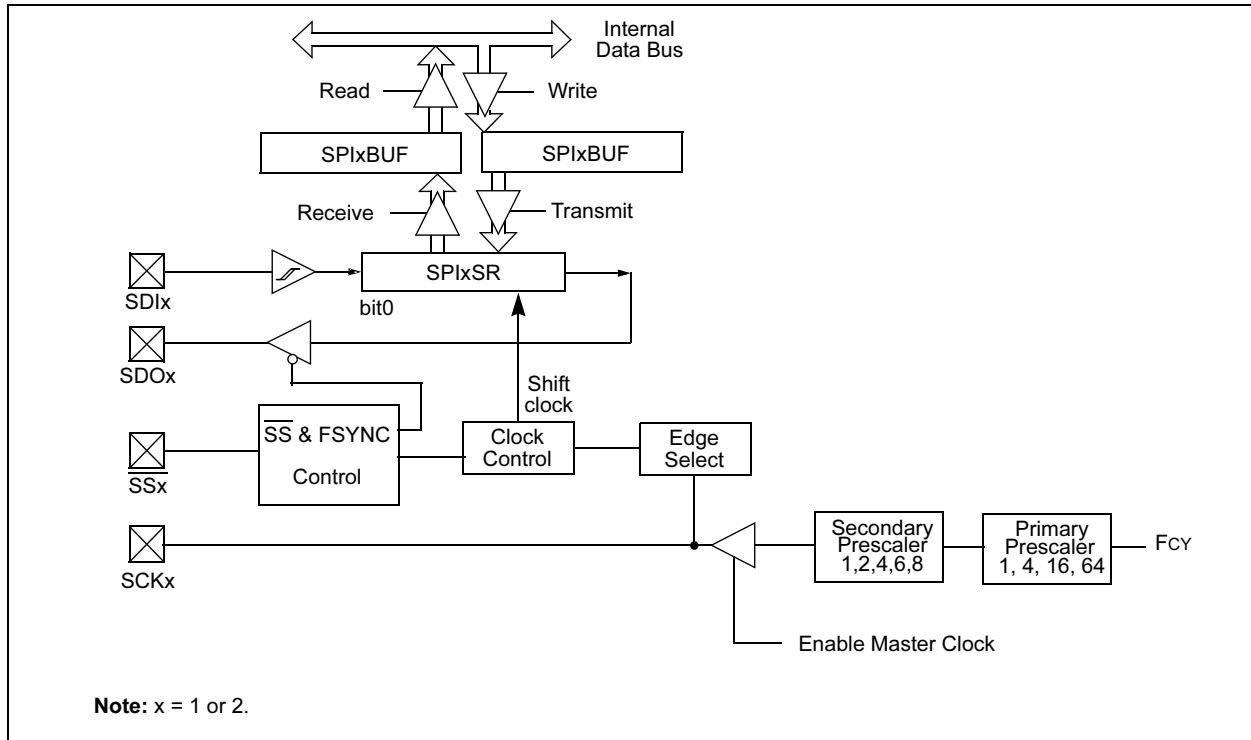 Internal
Data Bus
Read
Write
SPIxBUF
SPIxBUF
Receive
Transmit
SPIxSR
SDIx
bit0
SDOx
Shift
clock
SS & FSYNC
Control
Clock
Control
Edge
Select
SSx
Secondary
Prescaler
1,2,4,6,8
Primary
Prescaler
1, 4, 16, 64
FCY
SCKx
Enable Master Clock
Note: x = 1 or 2.